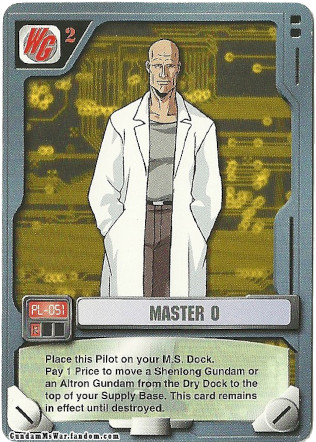 WG 2
PL-051
R
MASTER O
Place this Pilot on your M.S. Dock.
Pay 1 Price to move a Shenlong Gundam or
an Altron Gundam from the Dry Dock to the
top of your Supply Base. This card remains
in effect until destroyed.
GundamMsWar.fandom.com